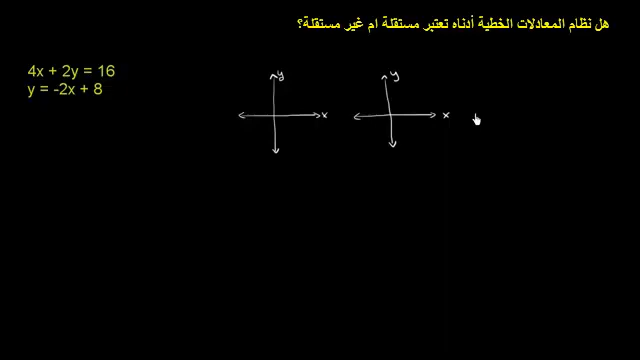 هل نظام المعادلات الخطية أدناه تعتبر مستقلة ام غير مستقلة؟
4x + 2y = 16
y = -2x + 8
y
x
y
x